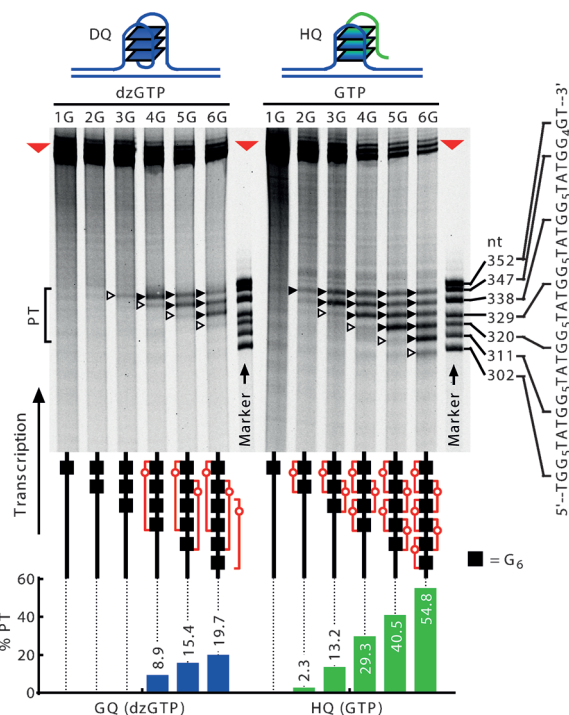 DQ
HQ
dzGTP
GTP
1G 2G 3G 4G 5G 6G
1G 2G 3G 4G 5G 6G
nt
352
347
338
329
320
311
302
5'--TGG5TATGG5TATGG5TATGG5TATGG5TATGG4GT--3'
PT
Marker
Marker
Transcription
= G6
% PT
60
40
20
0
8.9
15.4
19.7
2.3
13.2
29.3
40.5
54.8
GQ (dzGTP)
HQ (GTP)